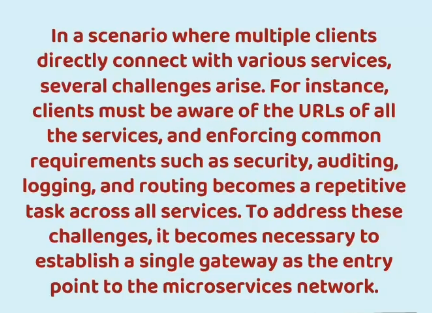 In a scenario where multiple clients
directly connect with various services,
several challenges arise. For instance,
clients must be aware of the URLs of all
the services, and enforcing common
requirements such as security, auditing,
logging, and routing becomes a repetitive
task across all services. To address these
challenges, it becomes necessary to
establish a single gateway as the entry
point to the microservices network.